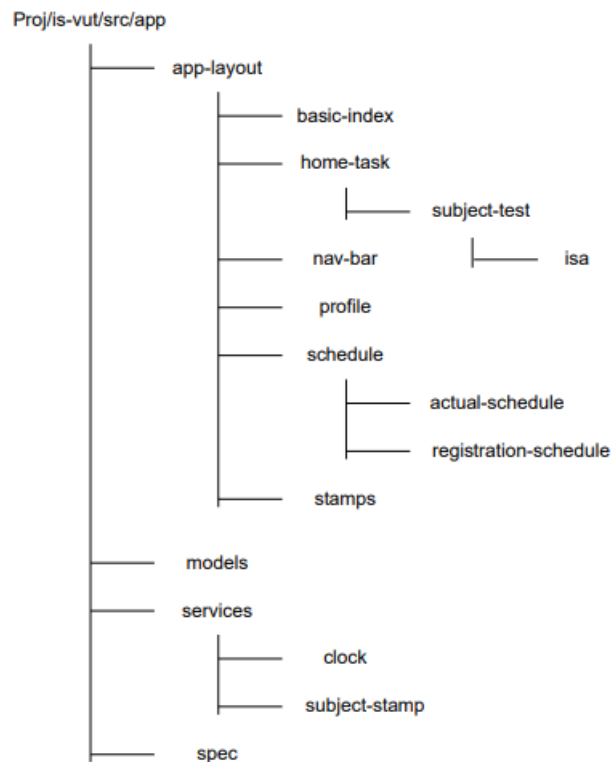 Proj/is-vut/src/app
app-layout
basic-index
home-task
subject-test
nav-bar
isa
profile
schedule
actual-schedule
registration-schedule
stamps
models
services
clock
subject-stamp
spec